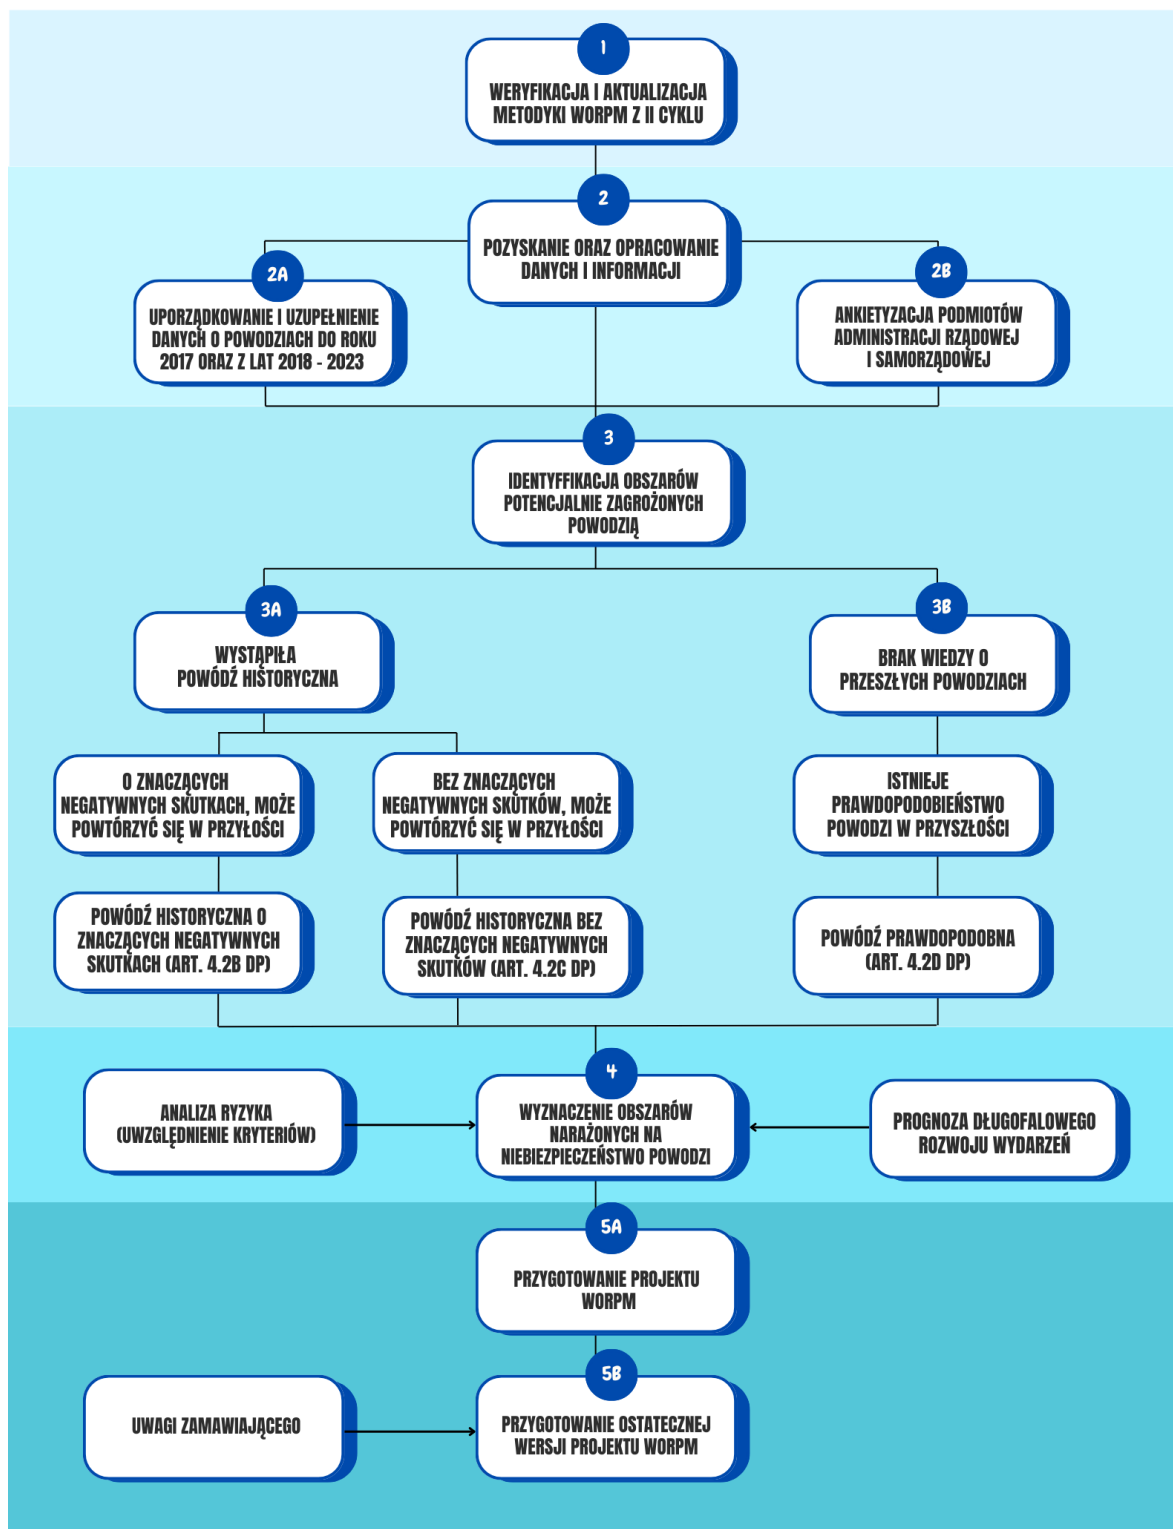 1
WERYFIKACJA I AKTUALIZACJA
METODYKI WORPM Z II CYKLU
2
POZYSKANIE ORAZ OPRACOWANIE
DANYCH I INFORMACJI
2A
UPORZĄDKOWANIE I UZUPEŁNIENIE
DANYCH O POWODZIACH DO ROKU
2017 ORAZ Z LAT 2018 - 2023
2B
ANKIETYZACJA PODMIOTÓW
ADMINISTRACJI RZĄDOWEJ
I SAMORZĄDOWEJ
3
IDENTYFFIKACJA OBSZARÓW
POTENCJALNIE ZAGROŻONYCH
POWODZIĄ
3A
WYSTĄPIŁA
POWÓDŹ HISTORYCZNA
3B
BRAK WIEDZY O
PRZESZŁYCH POWODZIACH
O ZNACZĄCYCH
NEGATYWNYCH SKUTKACH, MOŻE
POWTÓRZYĆ SIĘ W PRZYŁOŚCI
BEZ ZNACZĄCYCH
NEGATYWNYCH SKUTKÓW, MOŻE
POWTÓRZYĆ SIĘ W PRZYŁOŚCI
ISTNIEJE
PRAWDOPODOBIEŃSTWO
POWODZI W PRZYSZŁOŚCI
POWÓDŹ HISTORYCZNA O
ZNACZĄCYCH NEGATYWNYCH
SKUTKACH (ART. 4.2B DP)
POWÓDŹ HISTORYCZNA BEZ
ZNACZĄCYCH NEGATYWNYCH
SKUTKÓW (ART. 4.2C DP)
POWÓDŹ PRAWDOPODOBNA
(ART. 4.2D DP)
ANALIZA RYZYKA
(UWZGLĘDNIENIE KRYTERIÓW)
4
WYZNACZENIE OBSZARÓW
NARAŻONYCH NA
NIEBIEZPECZEŃSTWO POWODZI
PROGNOZA DŁUGOFALOWEGO
ROZWOJU WYDARZEŃ
5A
PRZYGOTOWANIE PROJEKTU
WORPM
UWAGI ZAMAWIAJĄCEGO
5B
PRZYGOTOWANIE OSTATECZNEJ
WERSJI PROJEKTU WORPM